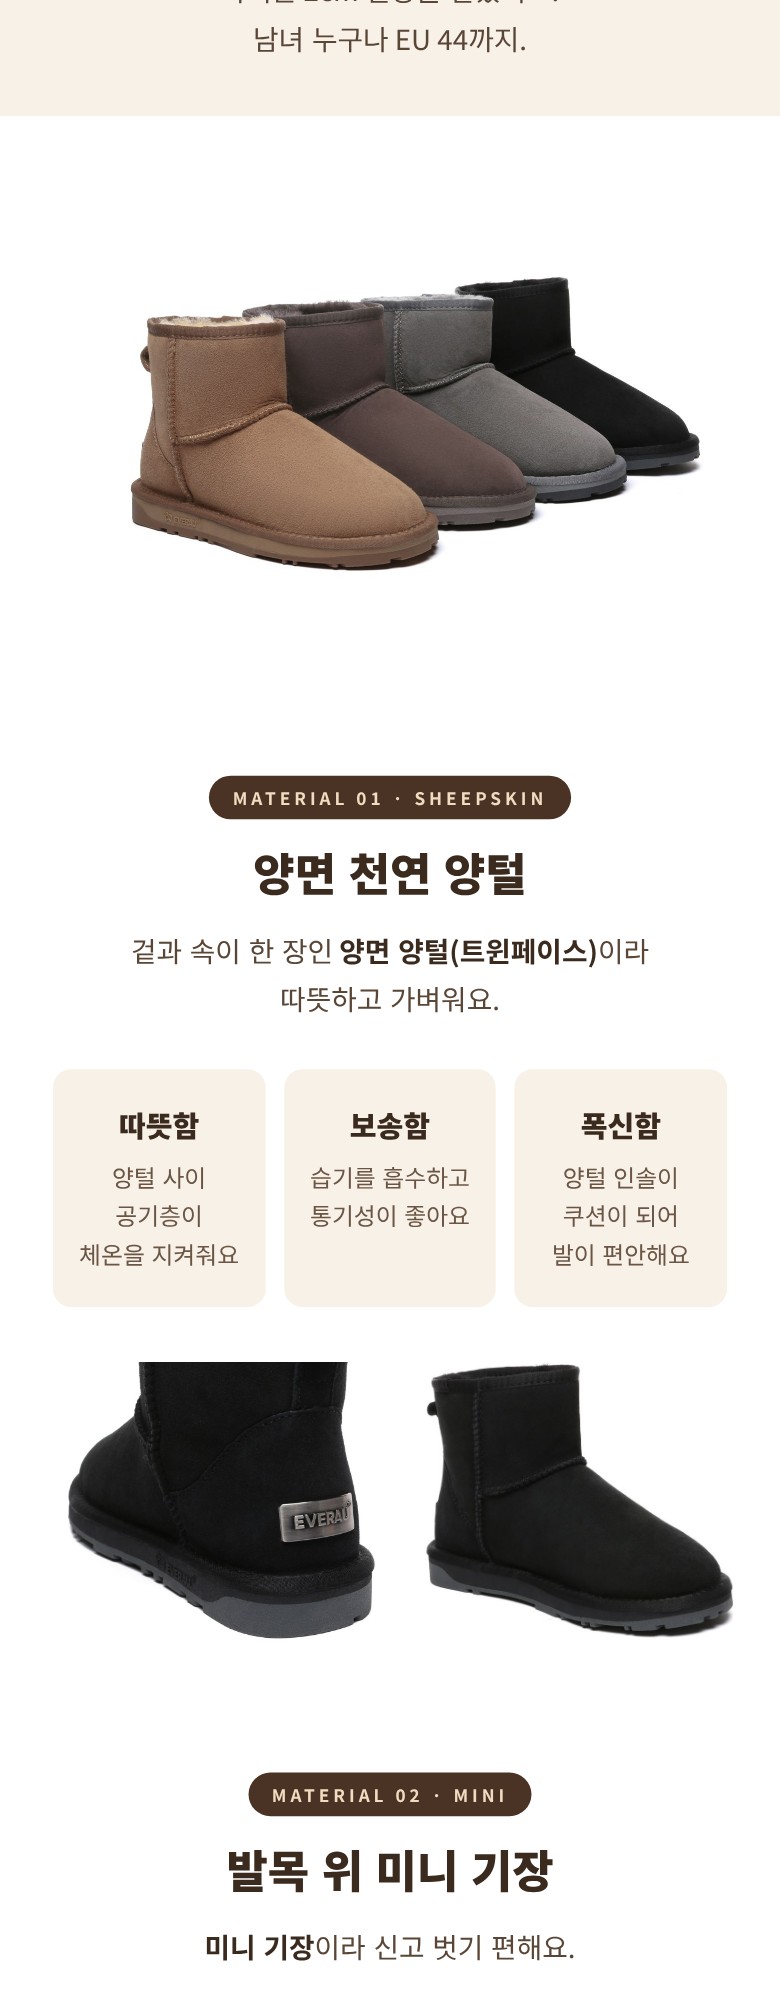 남녀 누구나 EU 44까지.
MATERIAL 01 · SHEEPSKIN
양면 천연 양털
겉과 속이 한 장인 양면 양털(트윈페이스)이라
따뜻하고 가벼워요.
따뜻함
양털 사이
공기층이
체온을 지켜줘요
보송함
습기를 흡수하고
통기성이 좋아요
폭신함
양털 인솔이
쿠션이 되어
발이 편안해요
EVERAU
MATERIAL 02 · MINI
발목 위 미니 기장
미니 기장이라 신고 벗기 편해요.